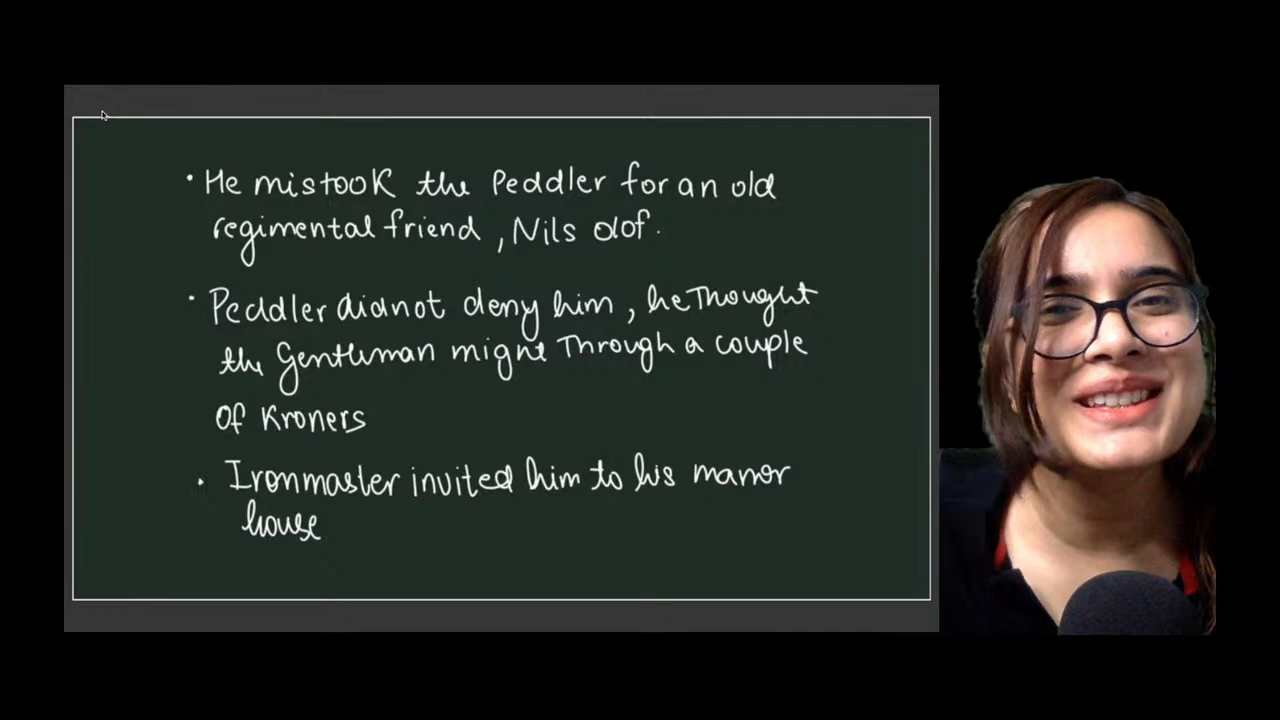 • He mistook the Peddler for an old
regimental friend, Nils olof.
• Peddler didnot deny him, he Thought
the Gentleman might Through a couple
Of Kroners
• Ironmaster invited him to his manor
house